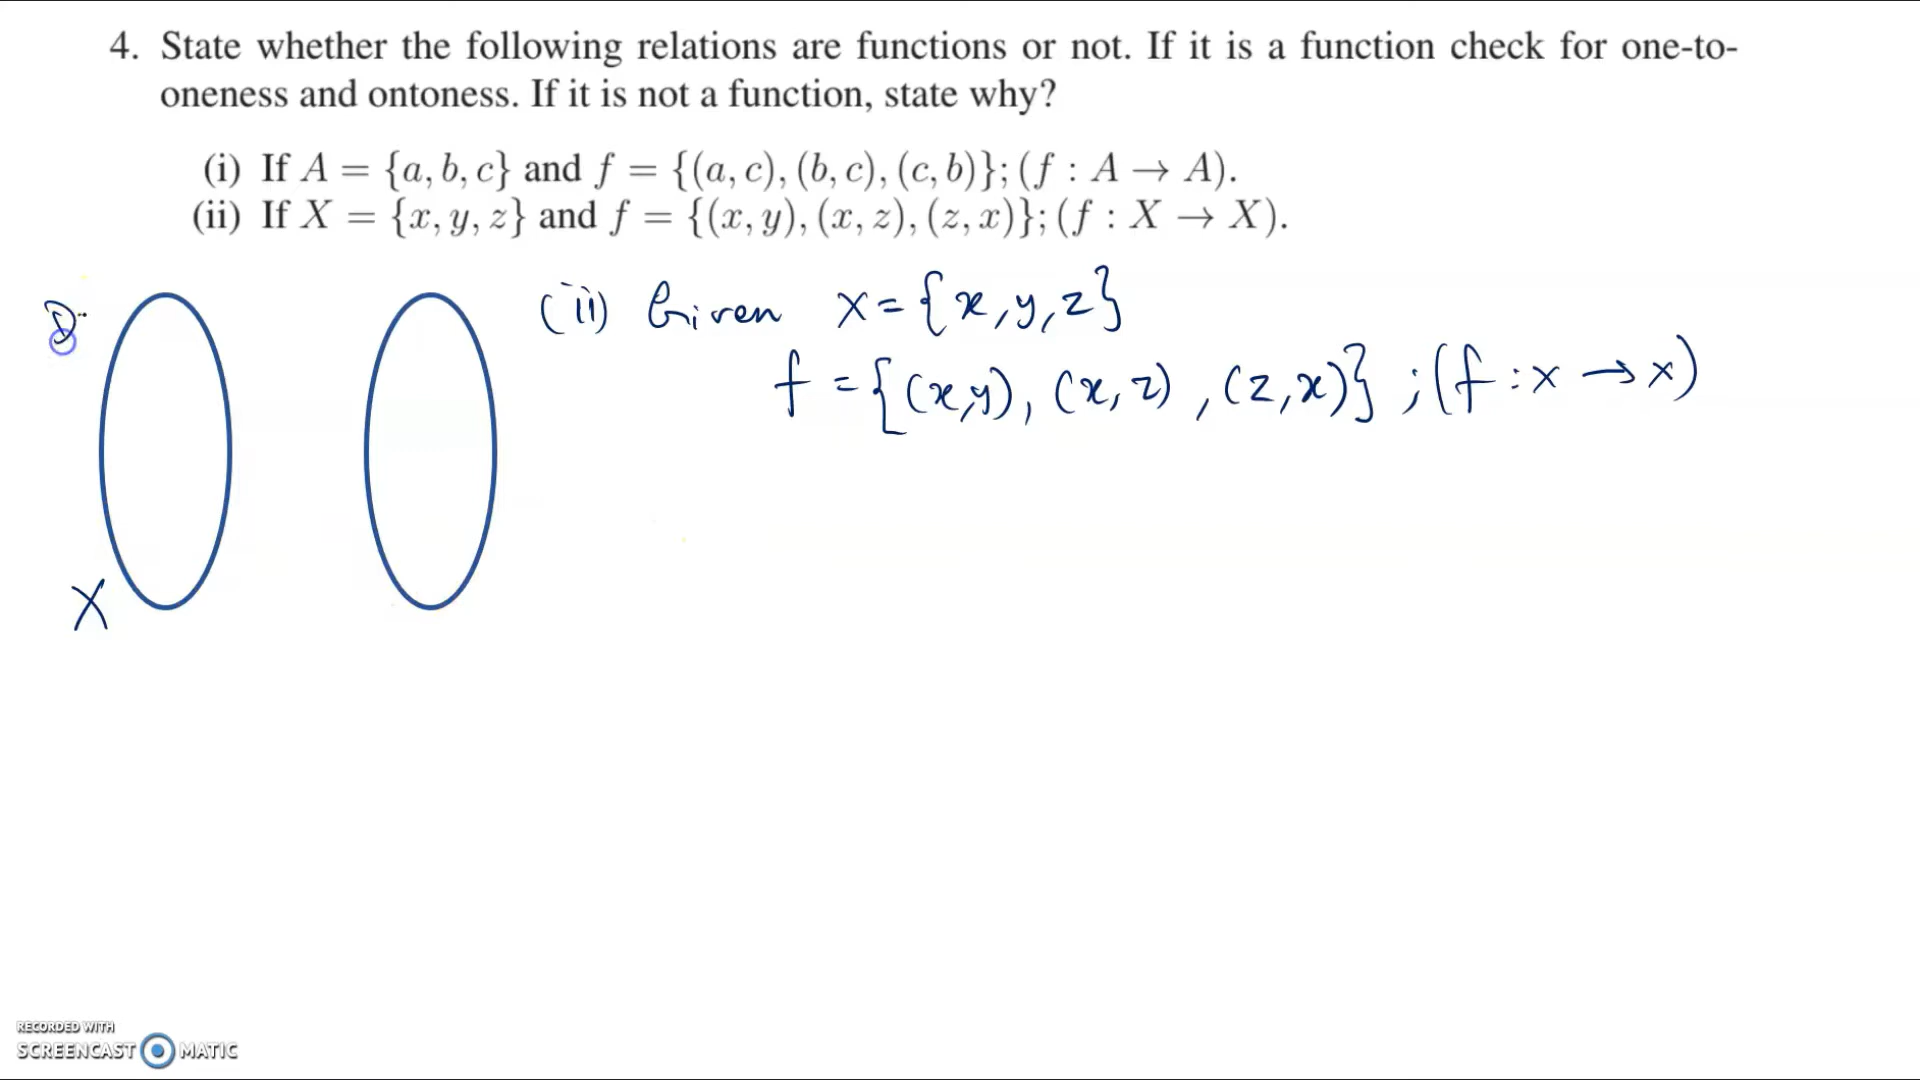 4. State whether the following relations are functions or not. If it is a function check for one-to-
oneness and ontoness. If it is not a function, state why?
(i) If A = {a, b, c} and f = {(a, c), (b, c), (c, b)}; (f : A → A).
(ii) If X = {x, y, z} and f = {(x, y), (x, z), (z, x)}; (f : X → X).
(ii) Given X = {x, y, z}
f = {(x,y), (x, z), (z, x)} ; (f : x → x)
X
RECORDED WITH
SCREENCAST MATIC